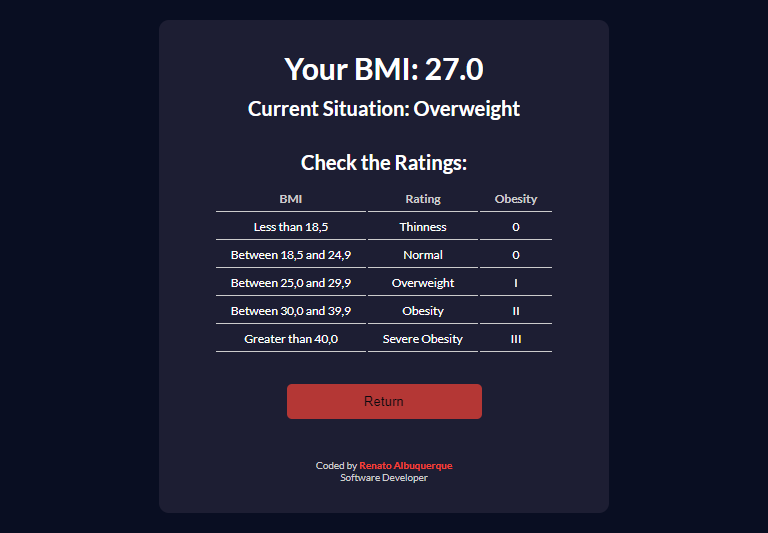 Your BMI: 27.0
Current Situation: Overweight
Check the Ratings:
BMI Rating Obesity
Less than 18,5 Thinness 0
Between 18,5 and 24,9 Normal 0
Between 25,0 and 29,9 Overweight I
Between 30,0 and 39,9 Obesity II
Greater than 40,0 Severe Obesity III
Return
Coded by Renato Albuquerque
Software Developer